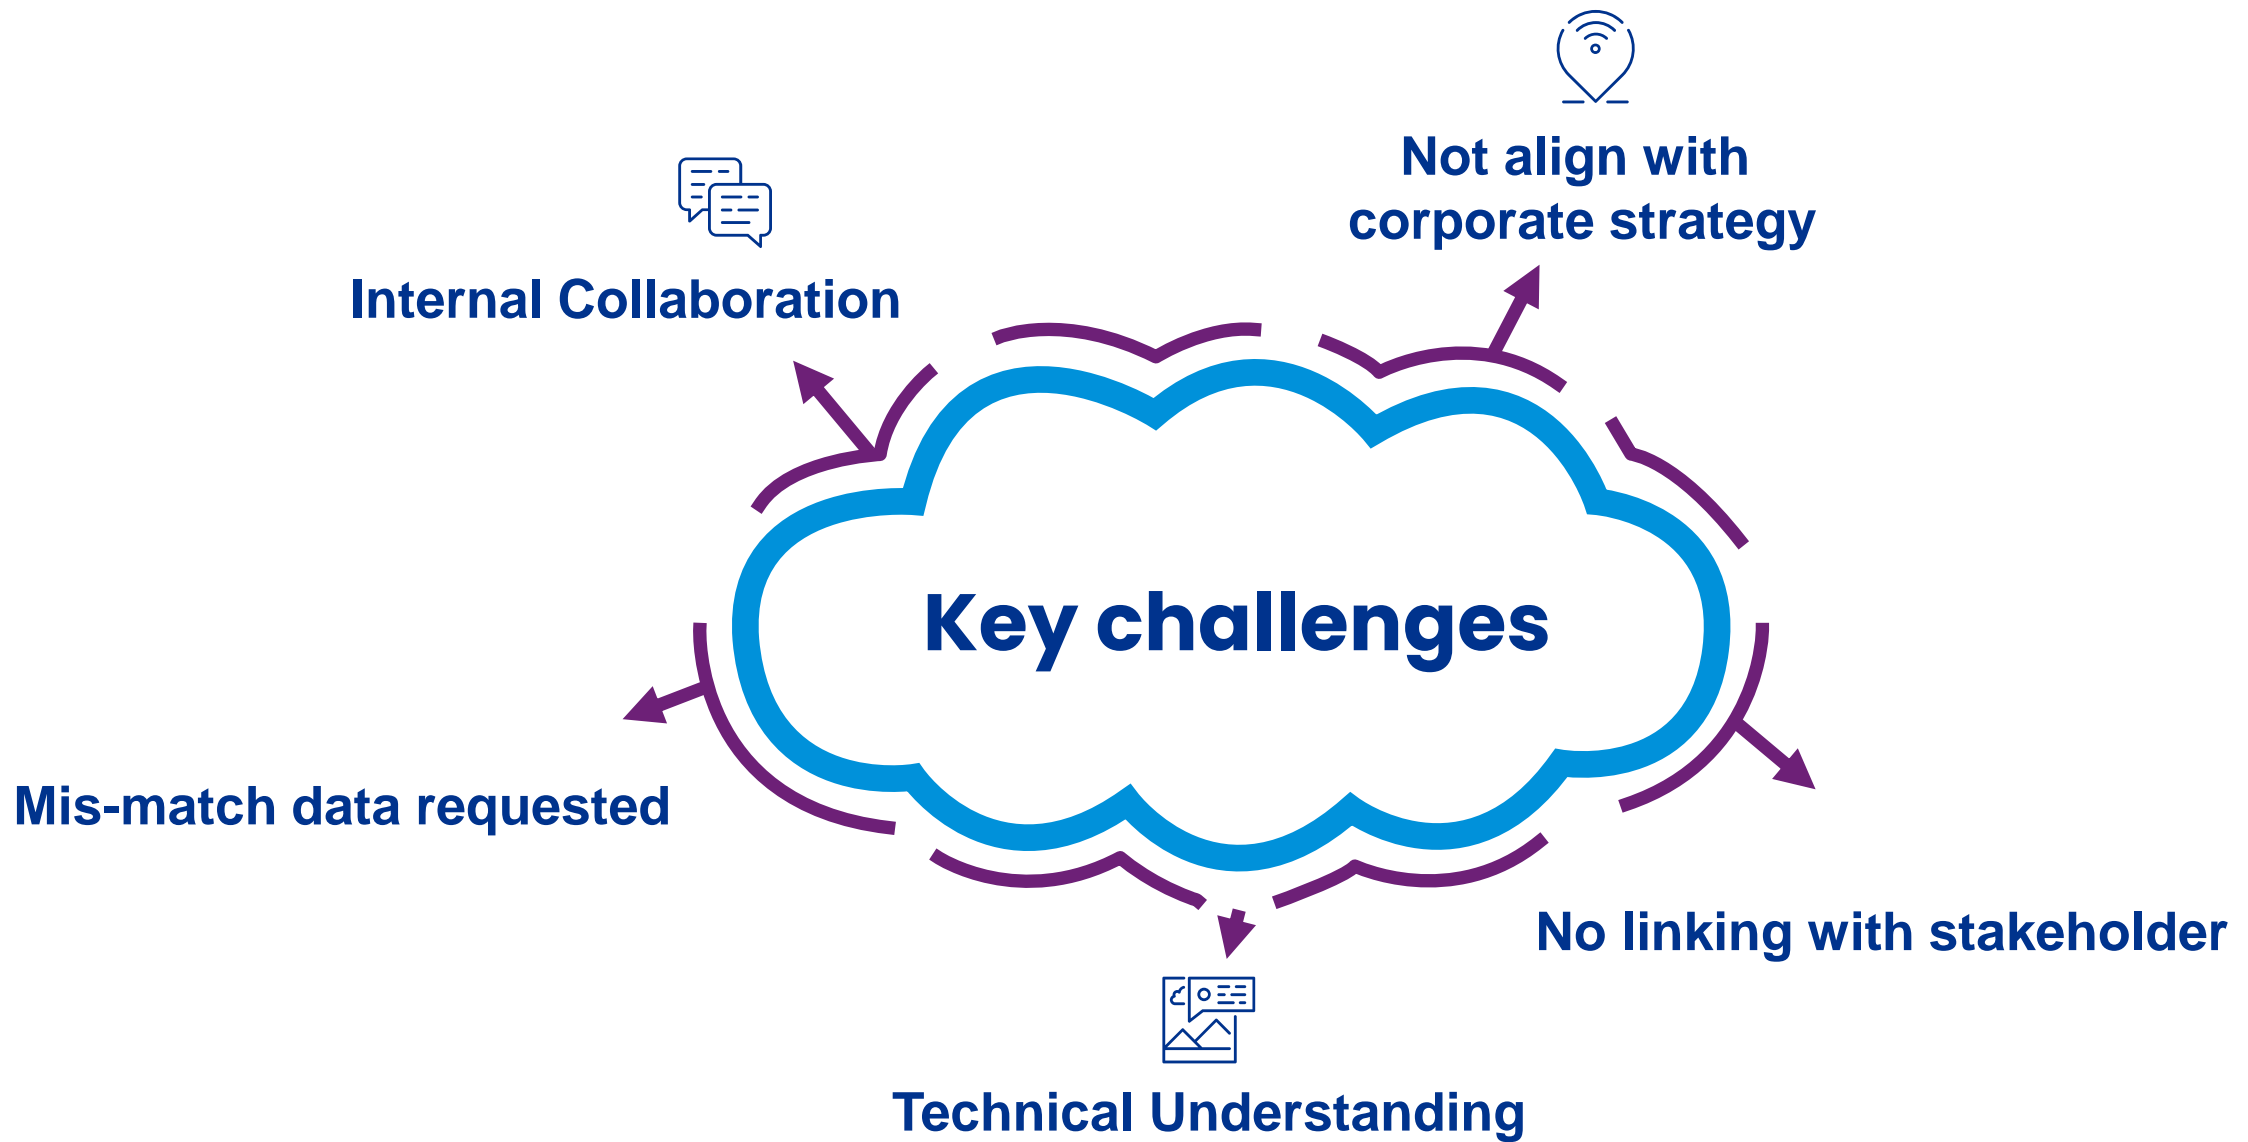 Not align with
corporate strategy
Internal Collaboration
Key challenges
Mis-match data requested
No linking with stakeholder
Technical Understanding